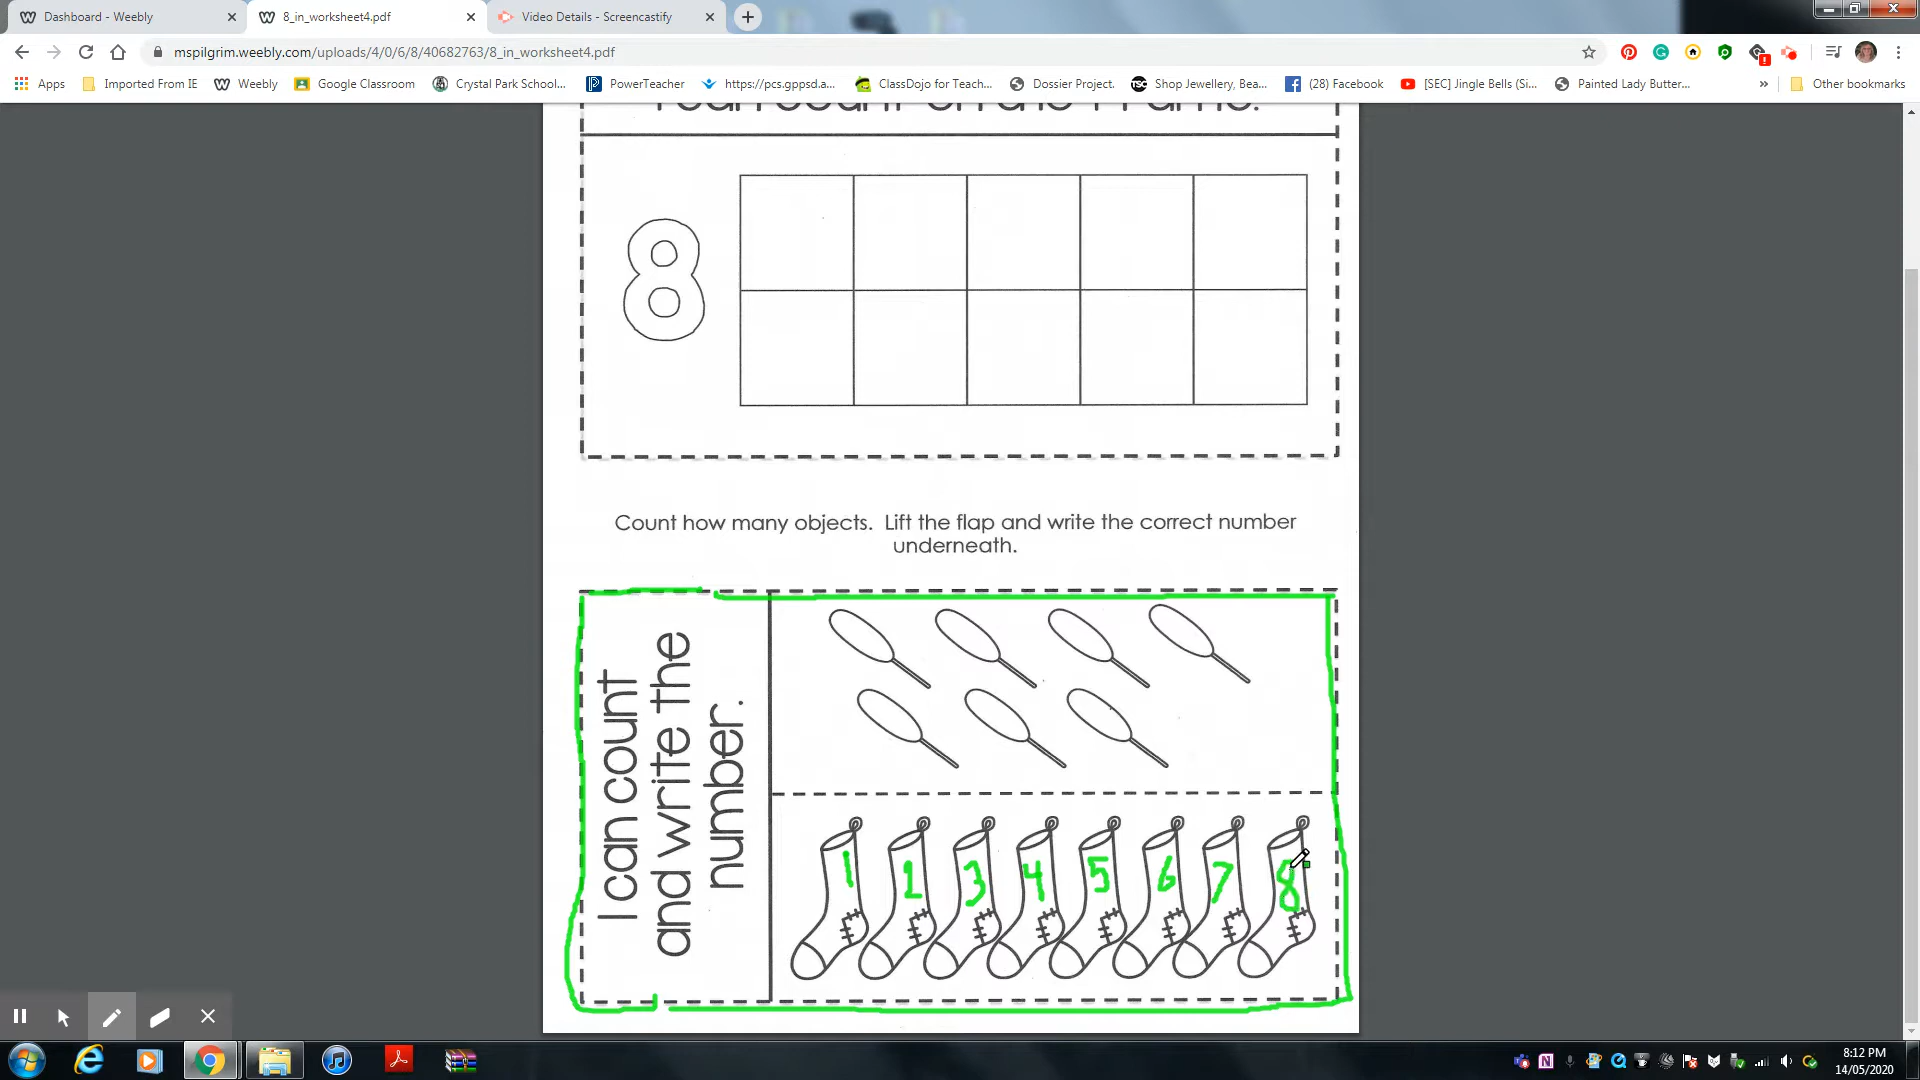 Dashboard - Weebly
8_in_worksheet4.pdf
Video Details - Screencastify
mspilgrim.weebly.com/uploads/4/0/6/8/40682763/8_in_worksheet4.pdf
Apps
Imported From IE
Weebly
Google Classroom
Crystal Park School...
PowerTeacher
https://pcs.gppsd.a...
ClassDojo for Teach...
Dossier Project.
Shop Jewellery, Bea...
(28) Facebook
[SEC] Jingle Bells (Si...
Painted Lady Butter...
»
Other bookmarks
8
Count how many objects. Lift the flap and write the correct number
underneath.
I can count
and write the
number.
1 2 3 4 5 6 7 8
8:12 PM
14/05/2020